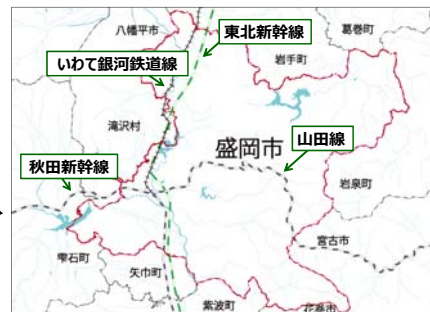 八幡平市
東北新幹線
葛巻町
いわて銀河鉄道線
岩手町
滝沢村
盛岡市
山田線
秋田新幹線
岩泉町
宮古市
雫石町
矢巾町
紫波町
花巻市